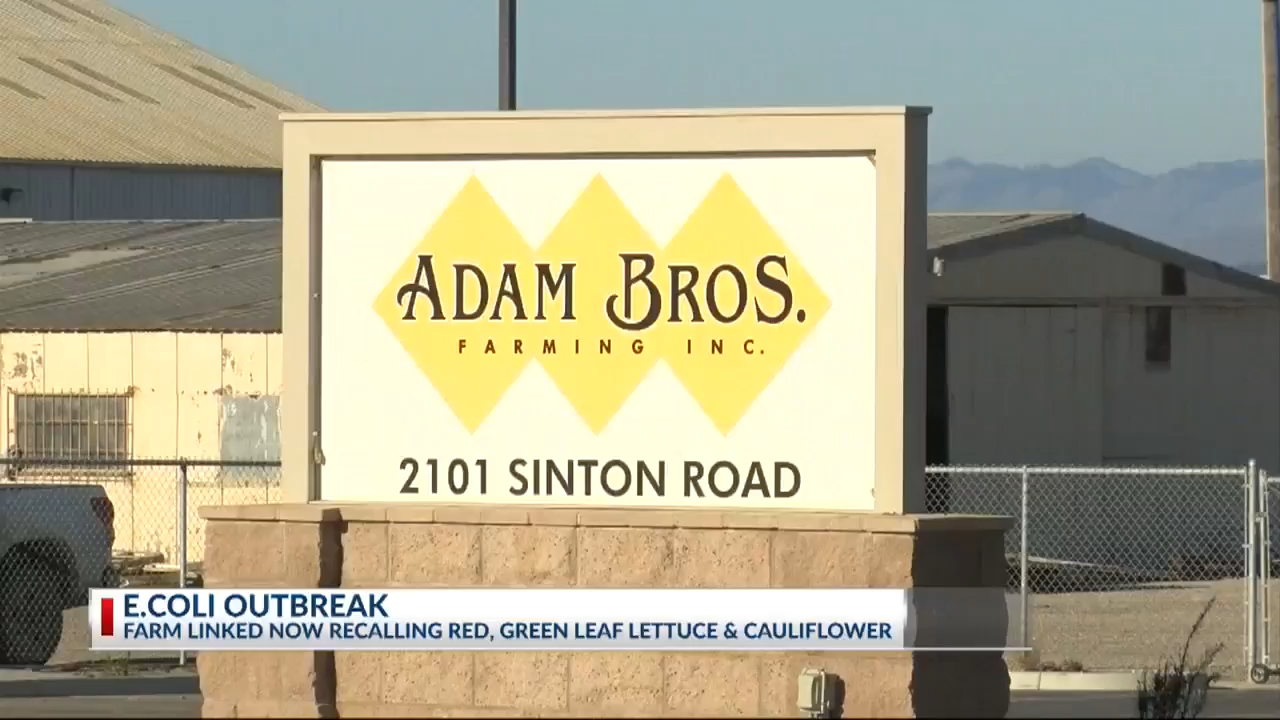 ADAM BROS.
FARMING INC.
2101 SINTON ROAD
E.COLI OUTBREAK
FARM LINKED NOW RECALLING RED, GREEN LEAF LETTUCE & CAULIFLOWER